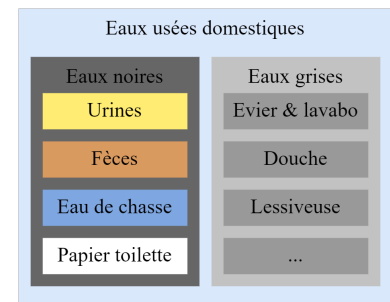 Eaux usées domestiques
Eaux noires
Urines
Fèces
Eau de chasse
Papier toilette
Eaux grises
Evier & lavabo
Douche
Lessiveuse
...